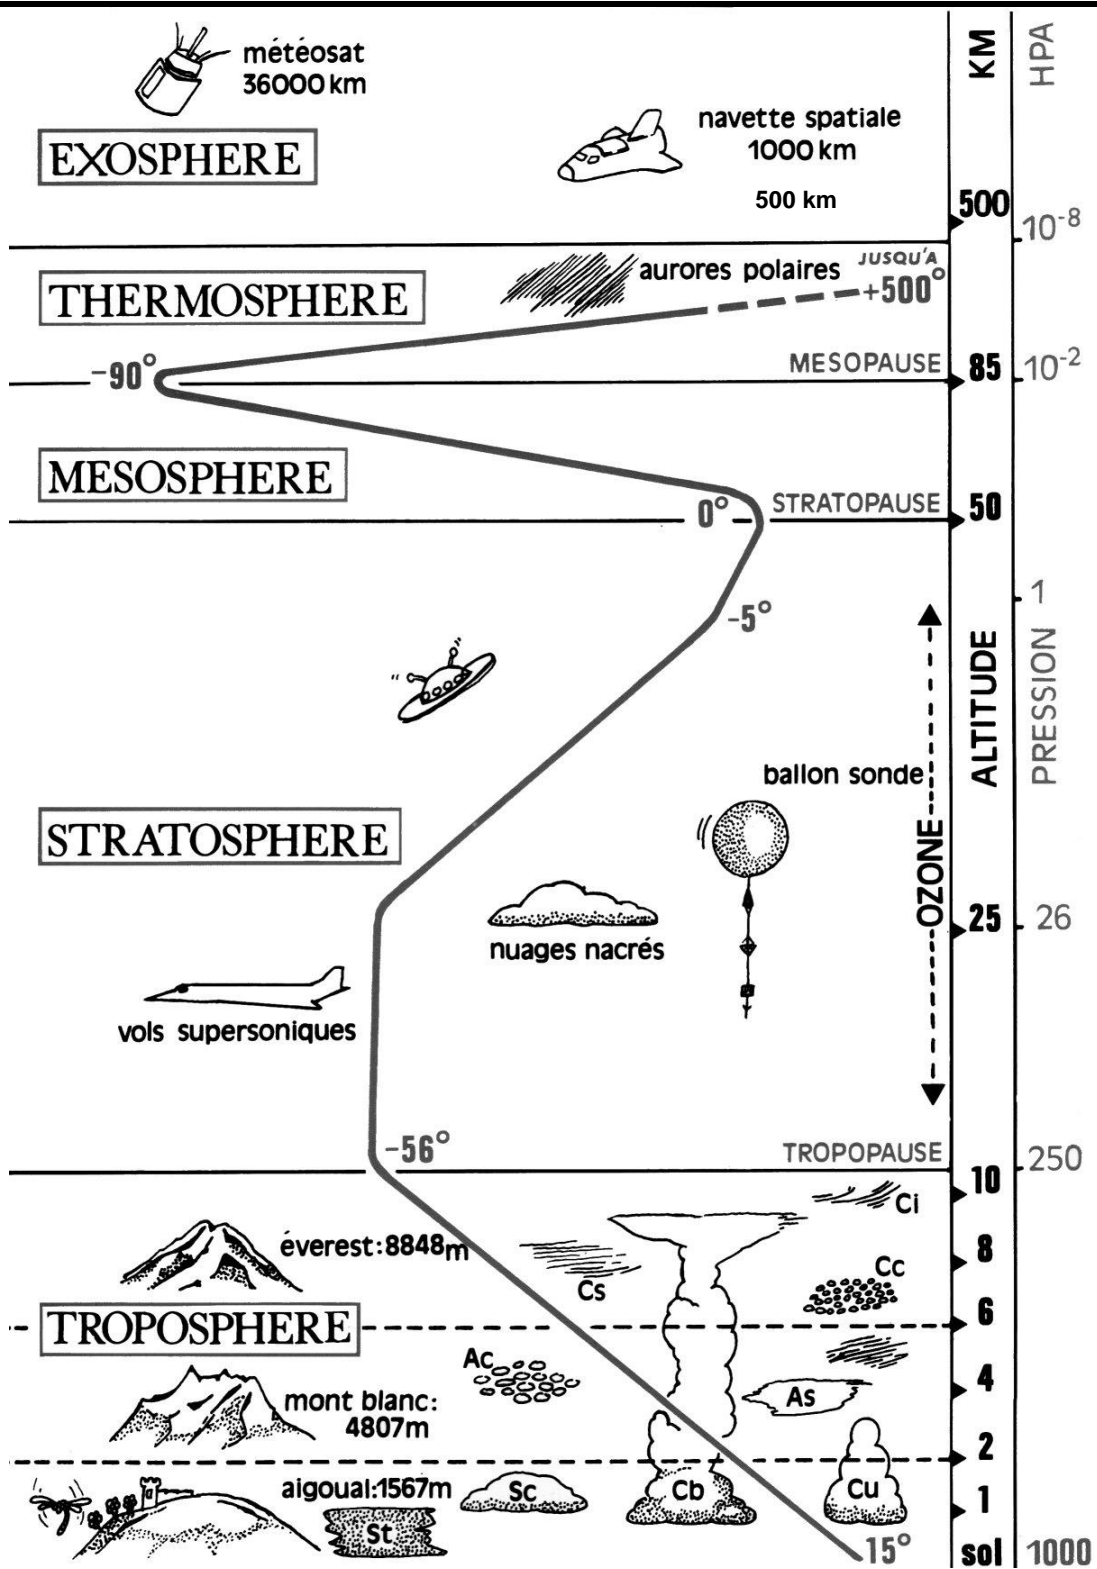 KM
HPA
météosat
36000 km
navette spatiale
1000 km
EXOSPHERE
500 km
500
10-8
JUSQU'A
aurores polaires
+500°
THERMOSPHERE
-90°
MESOPAUSE
85
10-2
MESOSPHERE
0°
STRATOPAUSE
50
1
-5°
ALTITUDE
PRESSION
ballon sonde
STRATOSPHERE
OZONE
25
26
nuages nacrés
vols supersoniques
-56°
TROPOPAUSE
250
10
Ci
éverest: 8848m
8
Cs
Cc
6
TROPOSPHERE
Ac
4
mont blanc:
4807m
As
2
aigoual:1567m
Sc
Cb
Cu
1
St
15°
sol
1000